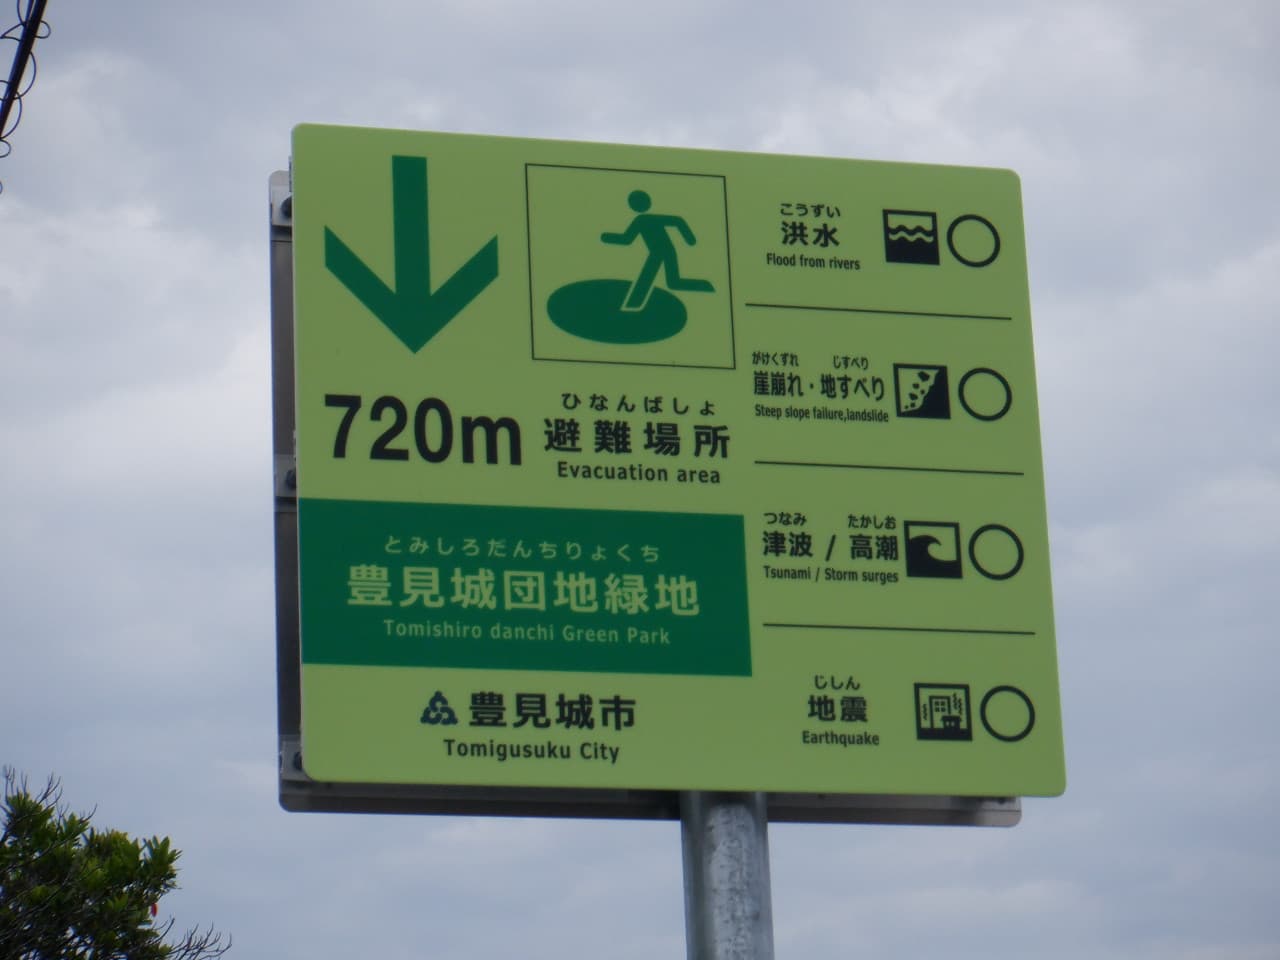 720m
ひなんばしょ
避難場所
Evacuation area
とみしろだんちりょくち
豊見城団地緑地
Tomishiro danchi Green Park
豊見城市
Tomigusuku City
こうずい
洪水
Flood from rivers
がけくずれ じすべり
崖崩れ・地すべり
Steep slope failure,landslide
つなみ たかしお
津波 / 高潮
Tsunami / Storm surges
じしん
地震
Earthquake